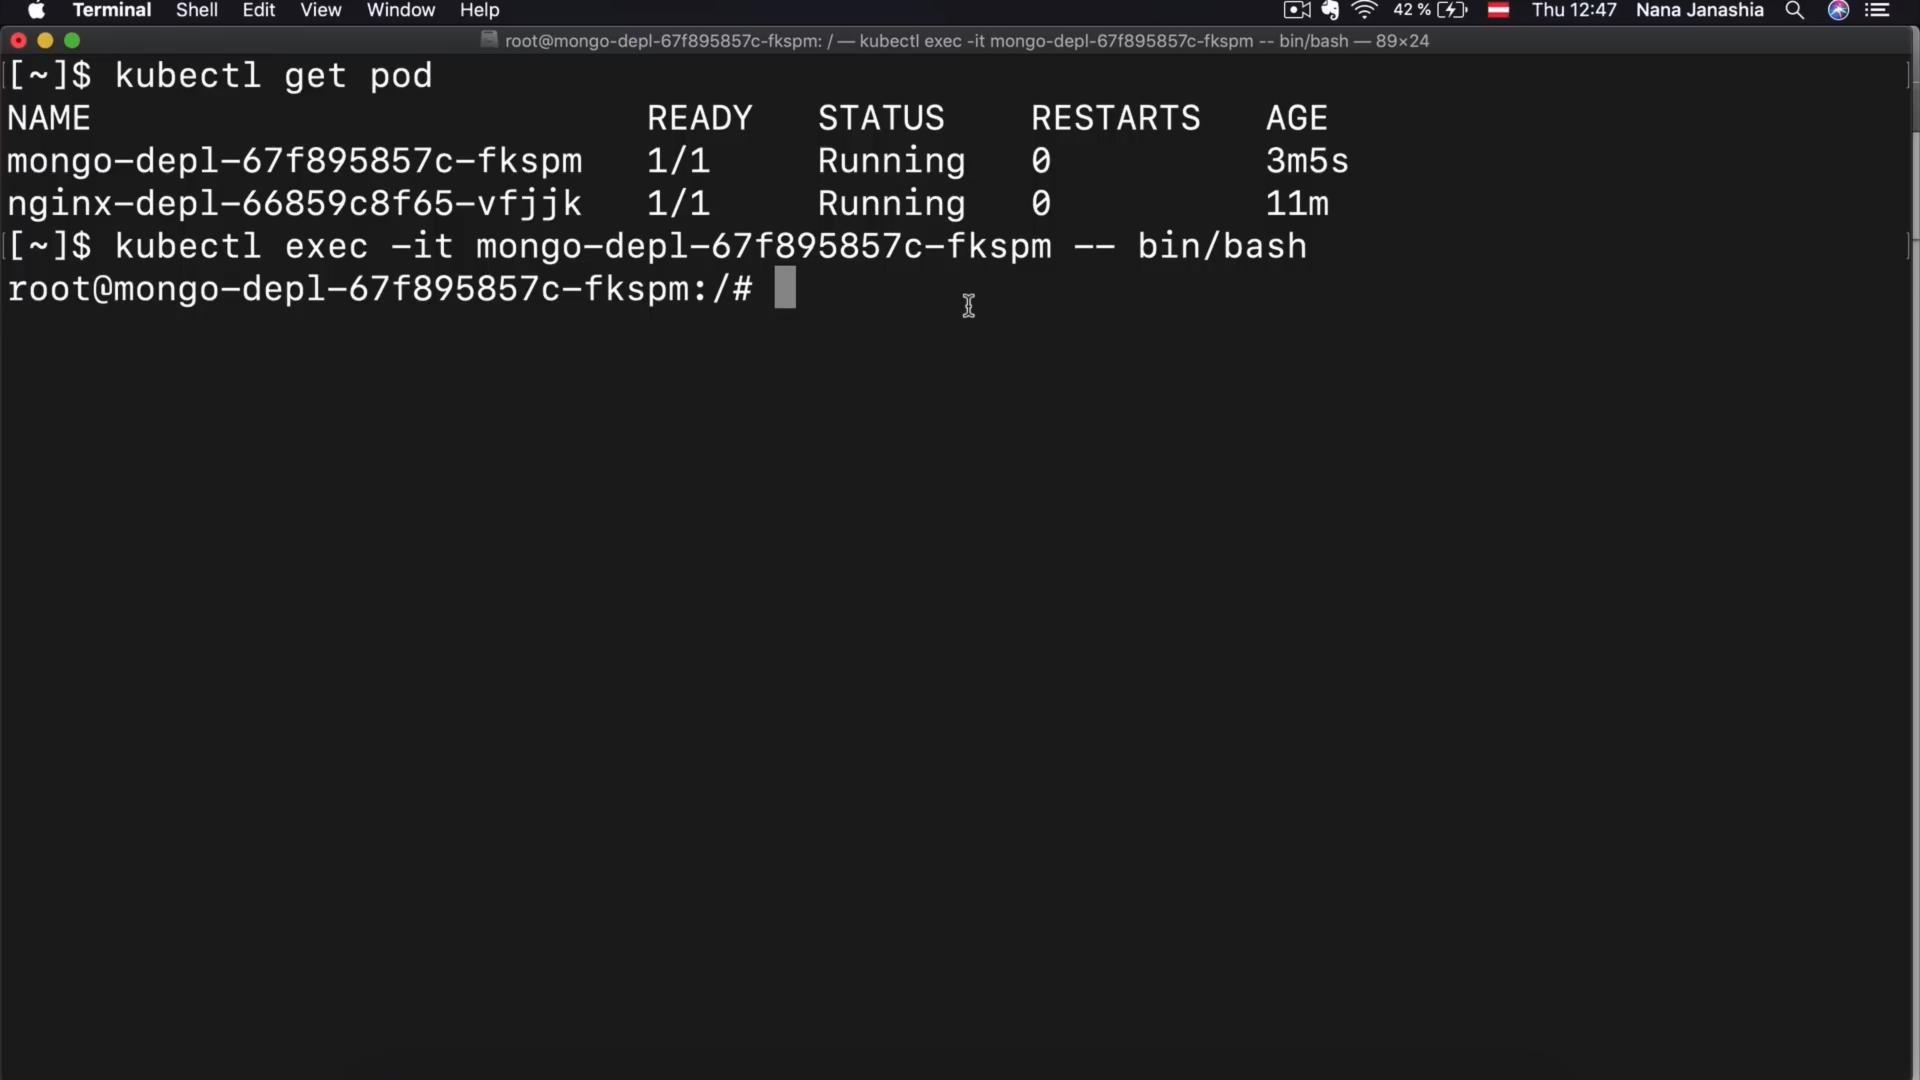 Terminal Shell Edit View Window Help 42 % Thu 12:47 Nana Janashia
root@mongo-depl-67f895857c-fkspm: / — kubectl exec -it mongo-depl-67f895857c-fkspm -- bin/bash — 89×24
[~]$ kubectl get pod
NAME READY STATUS RESTARTS AGE
mongo-depl-67f895857c-fkspm 1/1 Running 0 3m5s
nginx-depl-66859c8f65-vfjjk 1/1 Running 0 11m
[~]$ kubectl exec -it mongo-depl-67f895857c-fkspm -- bin/bash
root@mongo-depl-67f895857c-fkspm:/#